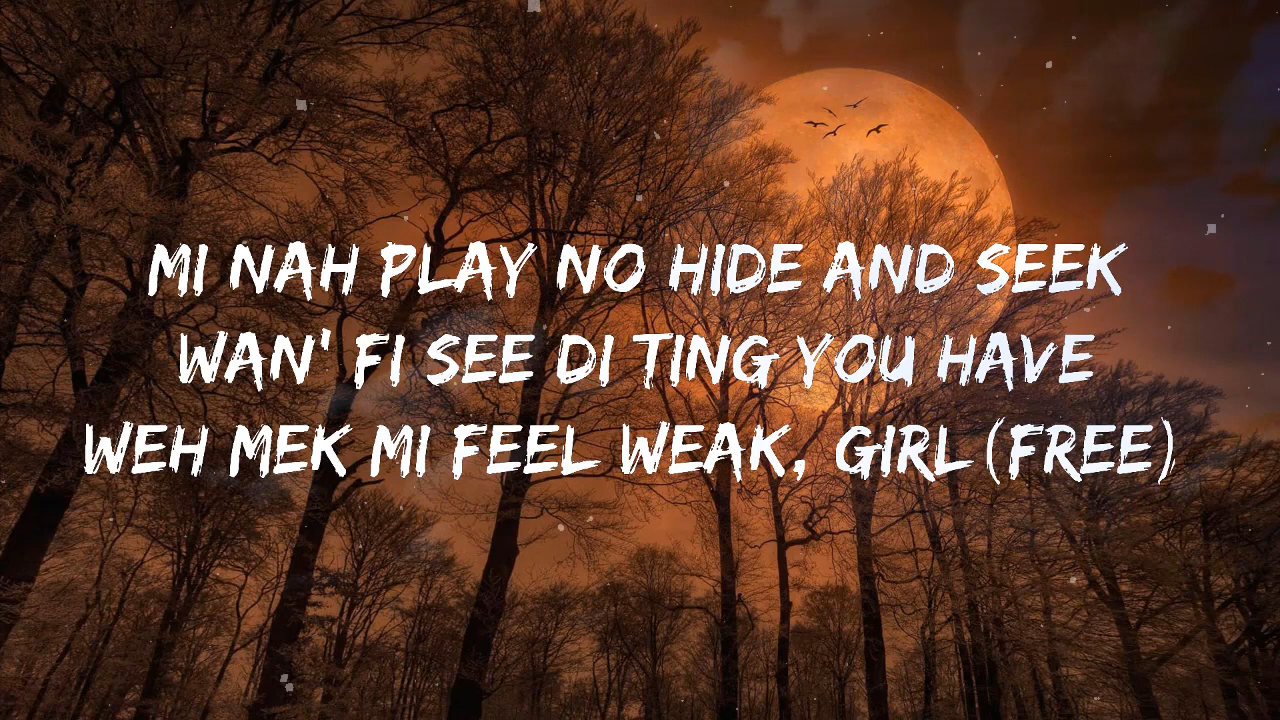 MI NAH PLAY NO HIDE AND SEEK
WAN' FI SEE DI TING YOU HAVE
WEH MEK MI FEEL WEAK, GIRL (FREE)